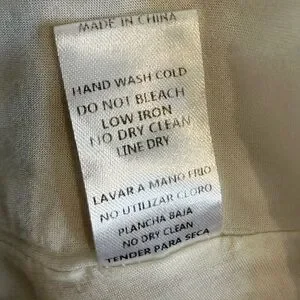 MADE IN CHINA
HAND WASH COLD
DO NOT BLEACH
LOW IRON
NO DRY CLEAN
LINE DRY
LAVAR A MANO FRIO
NO UTILIZAR CLORO
PLANCHA BAJA
NO DRY CLEAN
TENDER PARA SECA